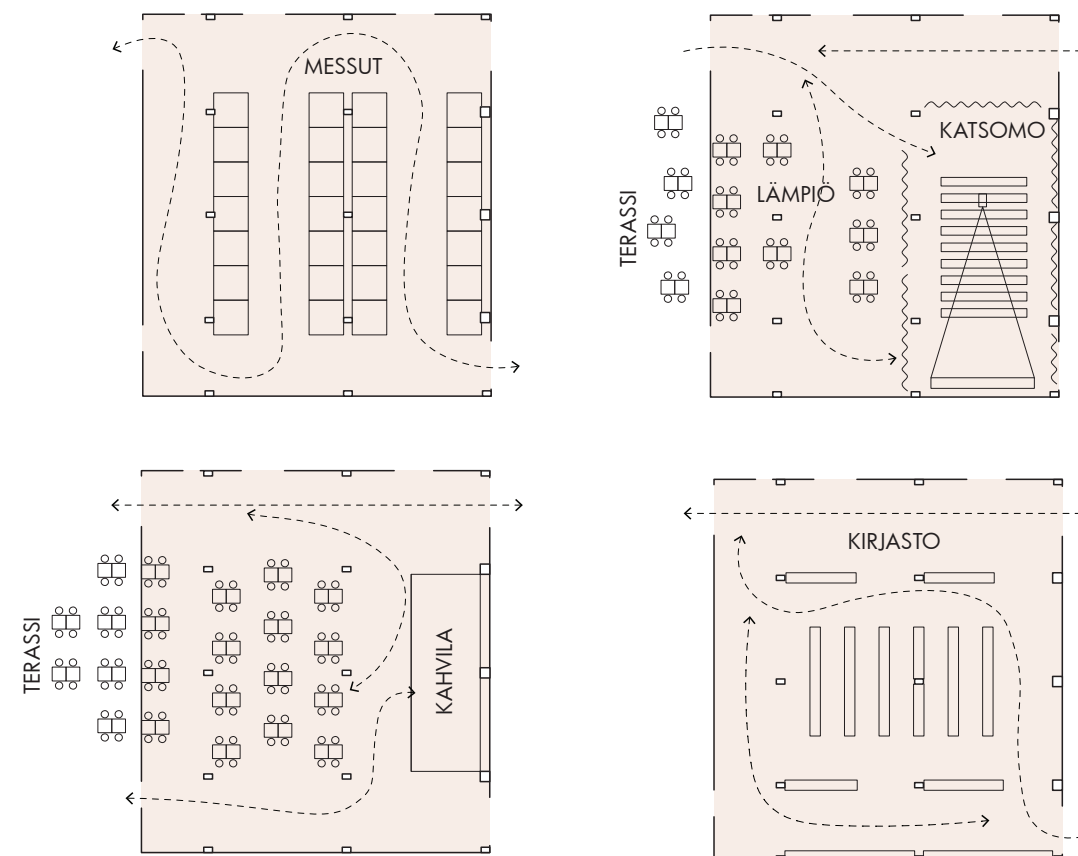 MESSUT
KATSOMO
LÄMPIÖ
TERASSI
TERASSI
KAHVILA
KIRJASTO